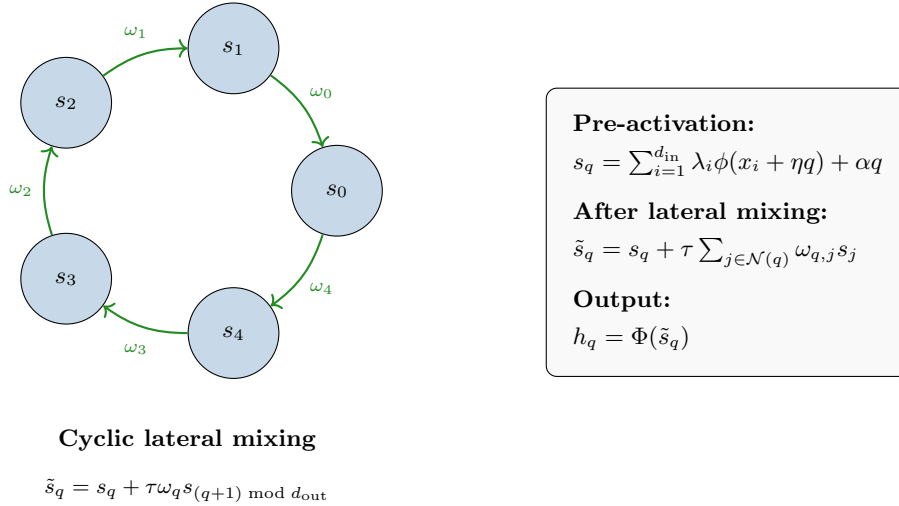 ω₁
s₁
ω₀
s₂
Pre-activation:
s_q = ∑_{i=1}^{d_in} λ_i ϕ(x_i + ηq) + αq
ω₂
s₀
After lateral mixing:
s̃_q = s_q + τ ∑_{j∈𝒩(q)} ω_{q,j} s_j
s₃
ω₄
Output:
h_q = Φ(s̃_q)
s₄
ω₃
Cyclic lateral mixing
s̃_q = s_q + τω_q s_{(q+1) mod d_out}